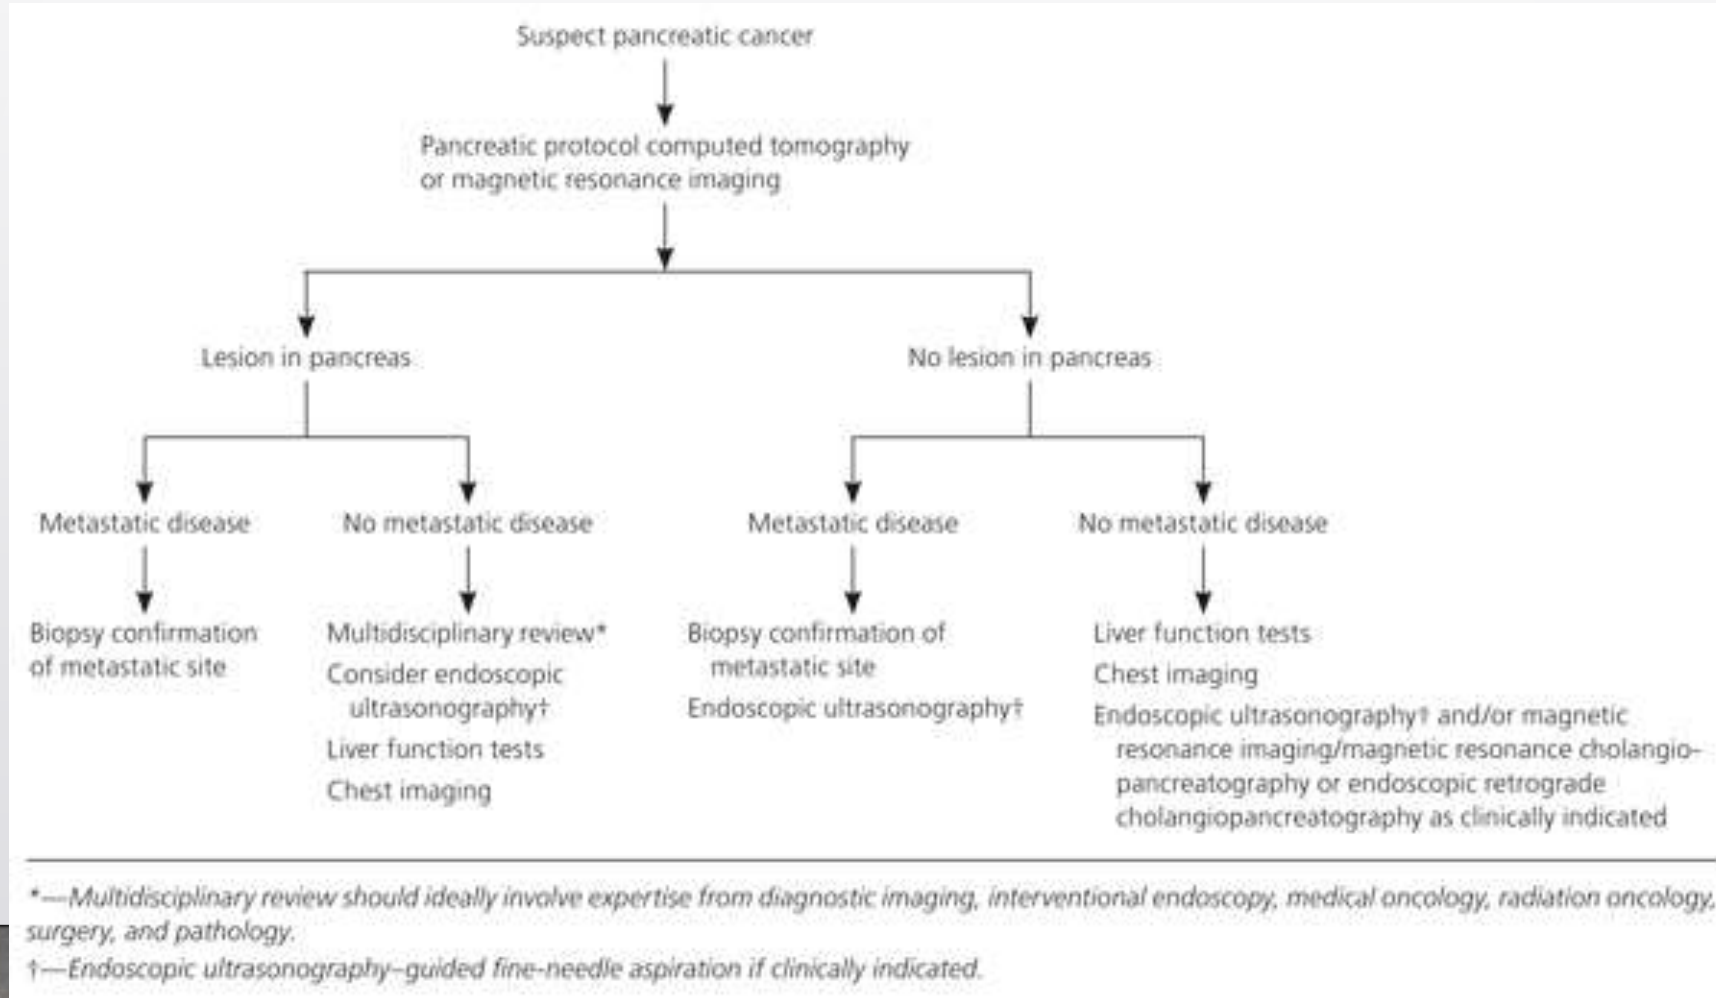 Suspect pancreatic cancer
Pancreatic protocol computed tomography
or magnetic resonance imaging
Lesion in pancreas
No lesion in pancreas
Metastatic disease
No metastatic disease
Metastatic disease
No metastatic disease
Biopsy confirmation
of metastatic site
Multidisciplinary review*
Consider endoscopic
ultrasonography†
Liver function tests
Chest imaging
Biopsy confirmation of
metastatic site
Endoscopic ultrasonography†
Liver function tests
Chest imaging
Endoscopic ultrasonography† and/or magnetic
resonance imaging/magnetic resonance cholangio-
pancreatography or endoscopic retrograde
cholangiopancreatography as clinically indicated
*—Multidisciplinary review should ideally involve expertise from diagnostic imaging, interventional endoscopy, medical oncology, radiation oncology,
surgery, and pathology.
†—Endoscopic ultrasonography–guided fine-needle aspiration if clinically indicated.